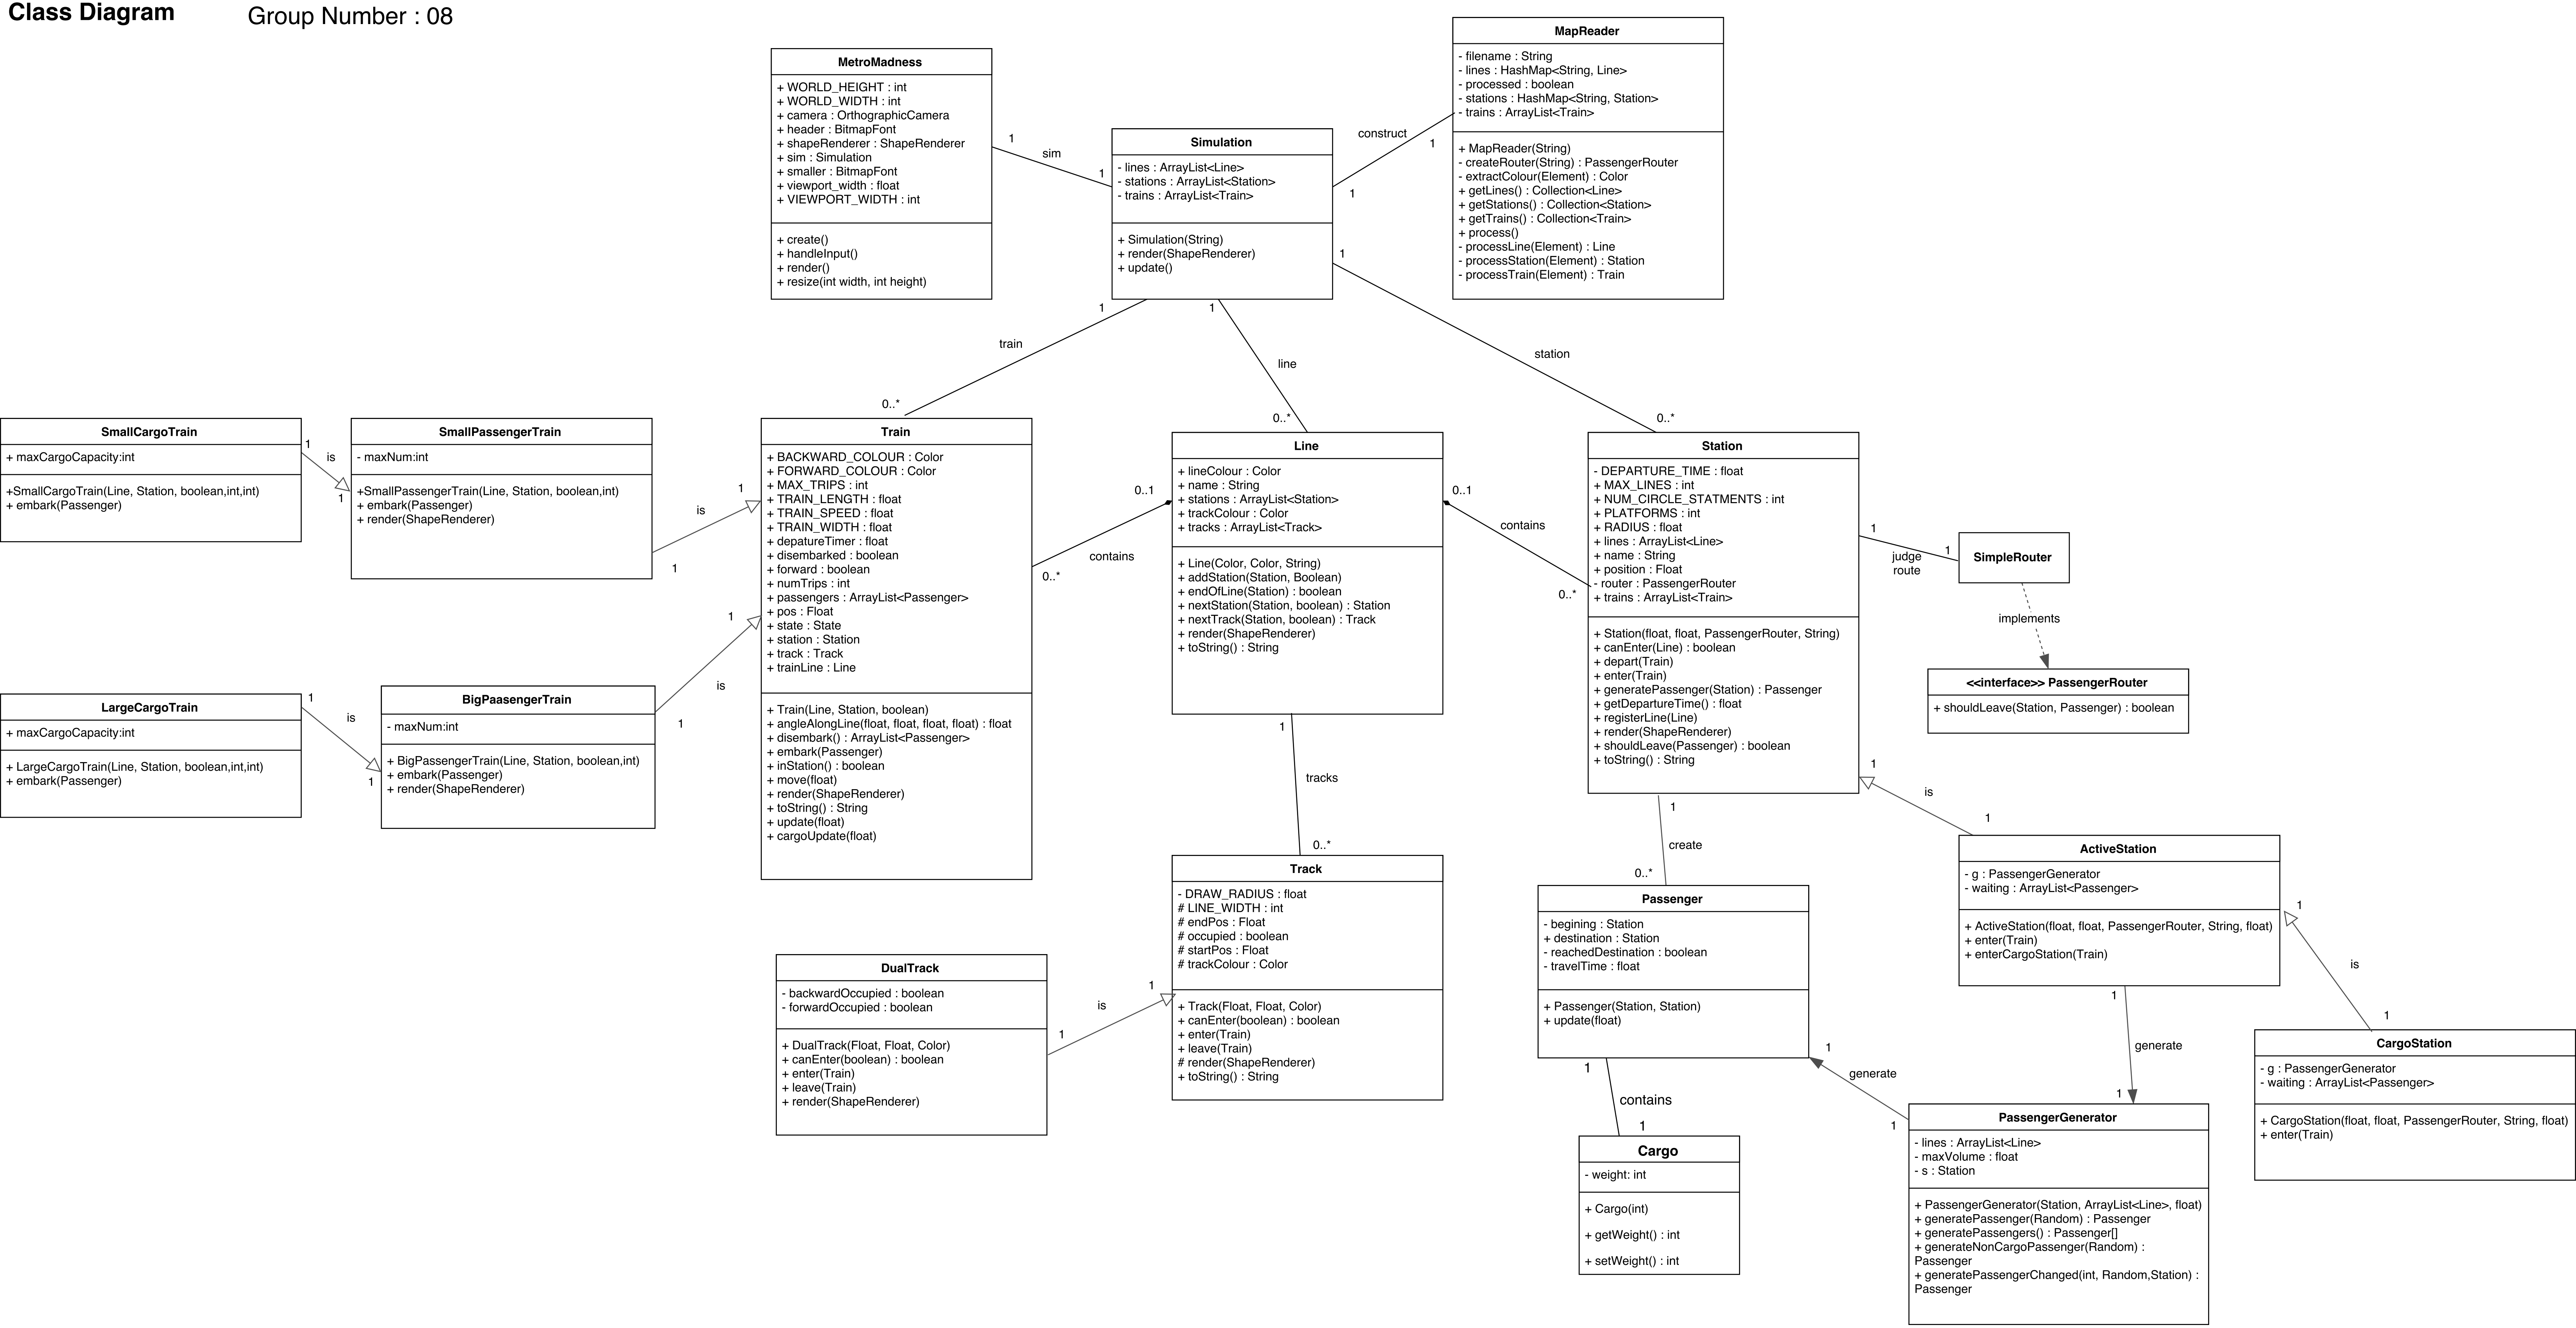 Class Diagram
Group Number : 08
MetroMadness
+ WORLD_HEIGHT : int
+ WORLD_WIDTH : int
+ camera : OrthographicCamera
+ header : BitmapFont
+ shapeRenderer : ShapeRenderer
+ sim : Simulation
+ smaller : BitmapFont
+ viewport_width : float
+ VIEWPORT_WIDTH : int
+ create()
+ handleInput()
+ render()
+ resize(int width, int height)
1
sim
1
Simulation
- lines : ArrayList<Line>
- stations : ArrayList<Station>
- trains : ArrayList<Train>
+ Simulation(String)
+ render(ShapeRenderer)
+ update()
construct
1
1
MapReader
- filename : String
- lines : HashMap<String, Line>
- processed : boolean
- stations : HashMap<String, Station>
- trains : ArrayList<Train>
+ MapReader(String)
- createRouter(String) : PassengerRouter
- extractColour(Element) : Color
+ getLines() : Collection<Line>
+ getStations() : Collection<Station>
+ getTrains() : Collection<Train>
+ process()
- processLine(Element) : Line
- processStation(Element) : Station
- processTrain(Element) : Train
1
train
0..*
1
line
0..*
1
station
0..*
SmallCargoTrain
+ maxCargoCapacity:int
+SmallCargoTrain(Line, Station, boolean,int,int)
+ embark(Passenger)
1
is
1
SmallPassengerTrain
- maxNum:int
+SmallPassengerTrain(Line, Station, boolean,int)
+ embark(Passenger)
+ render(ShapeRenderer)
1
is
1
LargeCargoTrain
+ maxCargoCapacity:int
+ LargeCargoTrain(Line, Station, boolean,int,int)
+ embark(Passenger)
1
is
1
BigPaasengerTrain
- maxNum:int
+ BigPassengerTrain(Line, Station, boolean,int)
+ embark(Passenger)
+ render(ShapeRenderer)
1
is
1
Train
+ BACKWARD_COLOUR : Color
+ FORWARD_COLOUR : Color
+ MAX_TRIPS : int
+ TRAIN_LENGTH : float
+ TRAIN_SPEED : float
+ TRAIN_WIDTH : float
+ depatureTimer : float
+ disembarked : boolean
+ forward : boolean
+ numTrips : int
+ passengers : ArrayList<Passenger>
+ pos : Float
+ state : State
+ station : Station
+ track : Track
+ trainLine : Line
+ Train(Line, Station, boolean)
+ angleAlongLine(float, float, float, float) : float
+ disembark() : ArrayList<Passenger>
+ embark(Passenger)
+ inStation() : boolean
+ move(float)
+ render(ShapeRenderer)
+ toString() : String
+ update(float)
+ cargoUpdate(float)
0..1
contains
0..*
Line
+ lineColour : Color
+ name : String
+ stations : ArrayList<Station>
+ trackColour : Color
+ tracks : ArrayList<Track>
+ Line(Color, Color, String)
+ addStation(Station, Boolean)
+ endOfLine(Station) : boolean
+ nextStation(Station, boolean) : Station
+ nextTrack(Station, boolean) : Track
+ render(ShapeRenderer)
+ toString() : String
0..1
contains
0..*
Station
- DEPARTURE_TIME : float
+ MAX_LINES : int
+ NUM_CIRCLE_STATMENTS : int
+ PLATFORMS : int
+ RADIUS : float
+ lines : ArrayList<Line>
+ name : String
+ position : Float
- router : PassengerRouter
+ trains : ArrayList<Train>
+ Station(float, float, PassengerRouter, String)
+ canEnter(Line) : boolean
+ depart(Train)
+ enter(Train)
+ generatePassenger(Station) : Passenger
+ getDepartureTime() : float
+ registerLine(Line)
+ render(ShapeRenderer)
+ shouldLeave(Passenger) : boolean
+ toString() : String
1
judge
route
1
SimpleRouter
implements
<<interface>> PassengerRouter
+ shouldLeave(Station, Passenger) : boolean
1
tracks
0..*
Track
- DRAW_RADIUS : float
# LINE_WIDTH : int
# endPos : Float
# occupied : boolean
# startPos : Float
# trackColour : Color
+ Track(Float, Float, Color)
+ canEnter(boolean) : boolean
+ enter(Train)
+ leave(Train)
# render(ShapeRenderer)
+ toString() : String
DualTrack
- backwardOccupied : boolean
- forwardOccupied : boolean
+ DualTrack(Float, Float, Color)
+ canEnter(boolean) : boolean
+ enter(Train)
+ leave(Train)
+ render(ShapeRenderer)
1
is
1
1
create
0..*
Passenger
- begining : Station
+ destination : Station
- reachedDestination : boolean
- travelTime : float
+ Passenger(Station, Station)
+ update(float)
1
contains
1
Cargo
- weight: int
+ Cargo(int)
+ getWeight() : int
+ setWeight() : int
1
is
1
ActiveStation
- g : PassengerGenerator
- waiting : ArrayList<Passenger>
+ ActiveStation(float, float, PassengerRouter, String, float)
+ enter(Train)
+ enterCargoStation(Train)
1
is
1
CargoStation
- g : PassengerGenerator
- waiting : ArrayList<Passenger>
+ CargoStation(float, float, PassengerRouter, String, float)
+ enter(Train)
1
generate
1
1
generate
1
PassengerGenerator
- lines : ArrayList<Line>
- maxVolume : float
- s : Station
+ PassengerGenerator(Station, ArrayList<Line>, float)
+ generatePassenger(Random) : Passenger
+ generatePassengers() : Passenger[]
+ generateNonCargoPassenger(Random) :
Passenger
+ generatePassengerChanged(int, Random,Station) :
Passenger